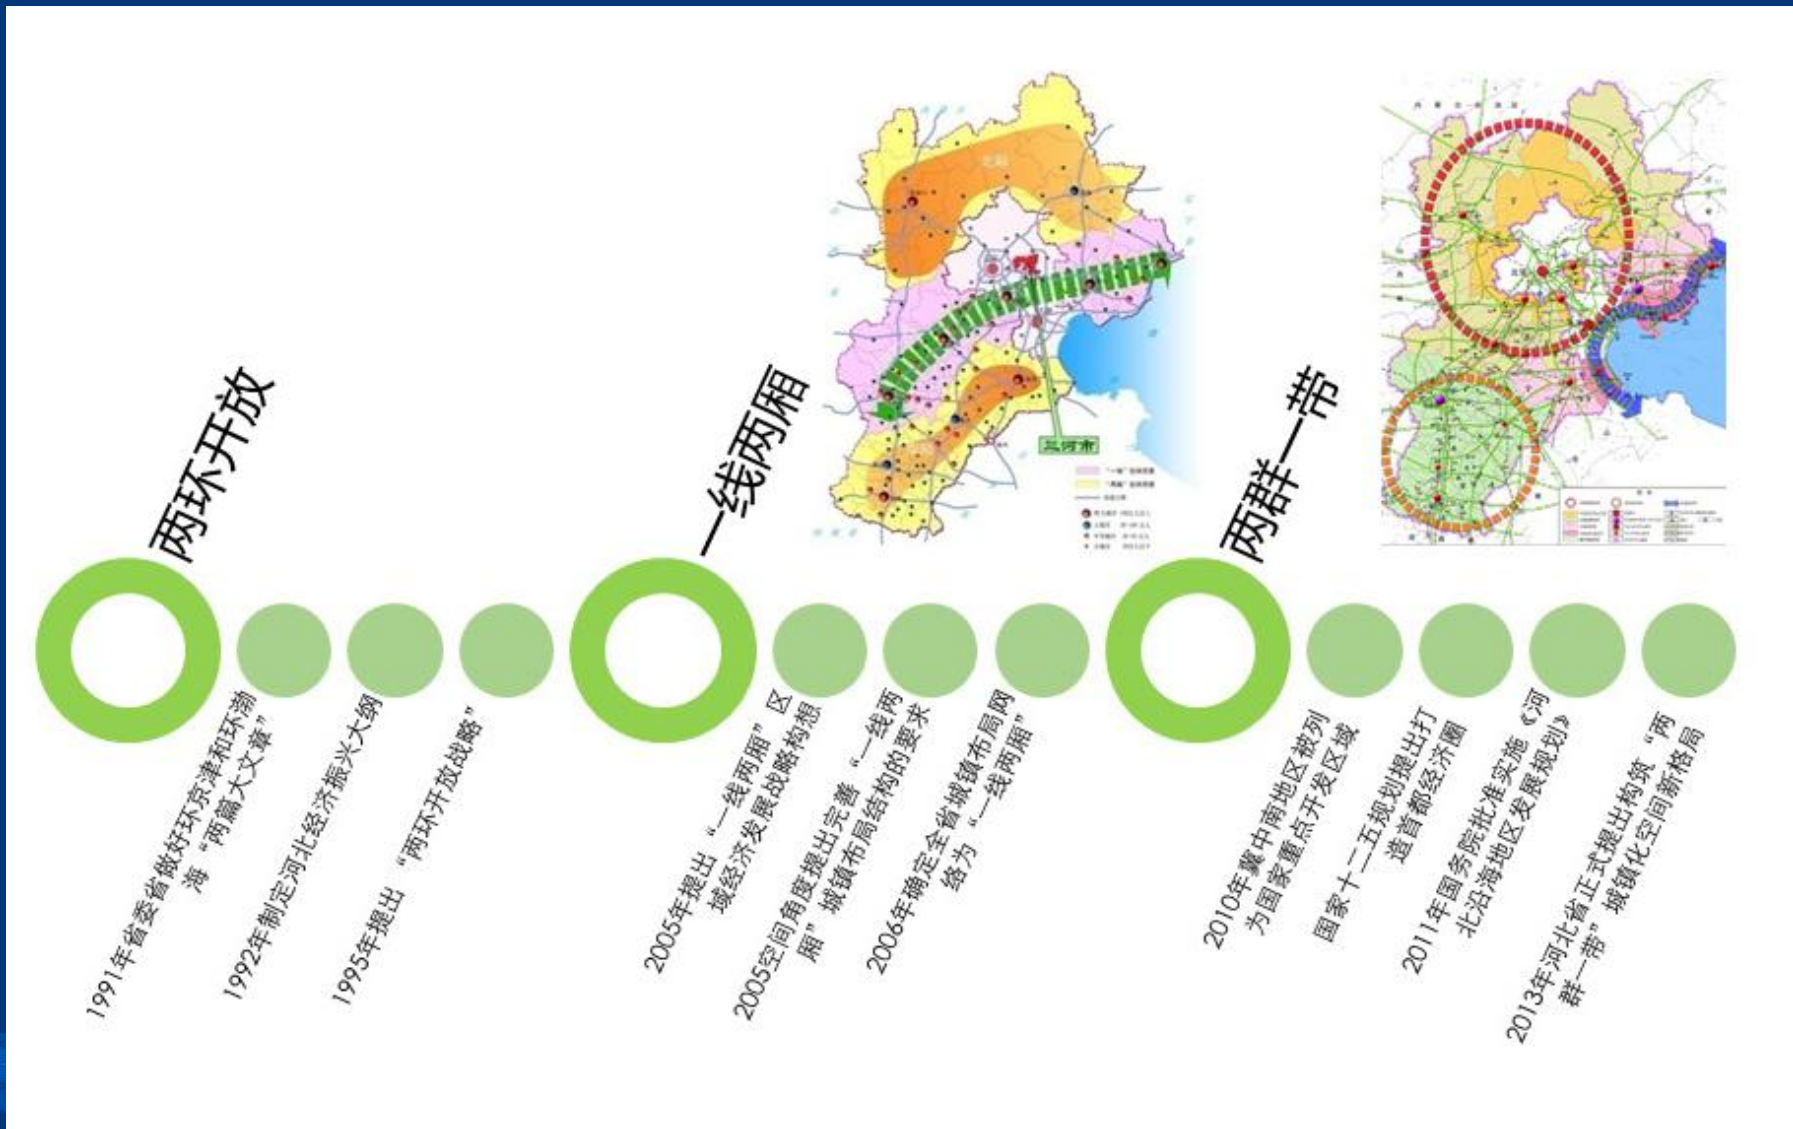 两环开放
1991年省委省做好环京津和环渤
海“两篇大文章”
1992年制定河北经济振兴大纲
1995年提出 “两环开放战略”
一线两厢
2005年提出 “一线两厢” 区
域经济发展战略构想
2005空间角度提出完善 “一线两
厢” 城镇布局结构的要求
2006年确定全省城镇布局网
络为 “一线两厢”
北厢
三河市
两群一带
2010年冀中南地区被列
为国家重点开发区域
国家十二五规划提出打
造首都经济圈
2011年国务院批准实施《河
北沿海地区发展规划》
2013年河北省正式提出构筑 “两
群一带” 城镇化空间新格局